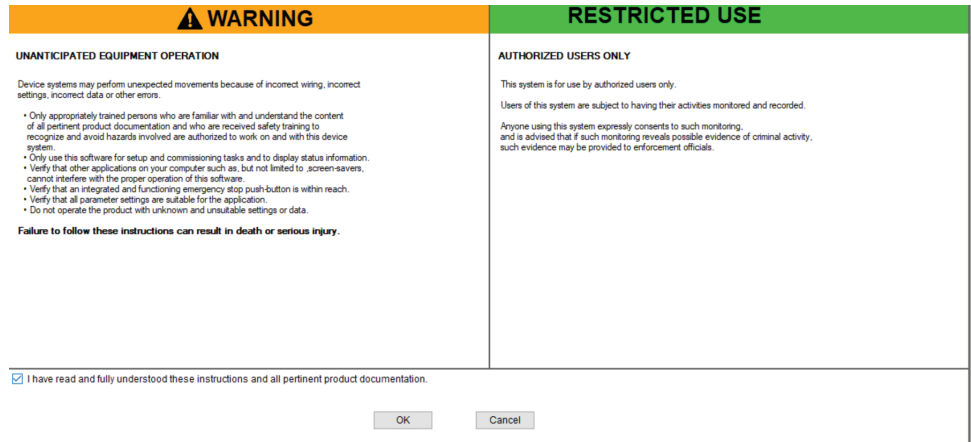 WARNING
UNANTICIPATED EQUIPMENT OPERATION
Device systems may perform unexpected movements because of incorrect wiring, incorrect
settings, incorrect data or other errors.
• Only appropriately trained persons who are familiar with and understand the content
of all pertinent product documentation and who are received safety training to
recognize and avoid hazards involved are authorized to work on and with this device
system.
• Only use this software for setup and commissioning tasks and to display status information.
• Verify that other applications on your computer such as, but not limited to ,screen-savers,
cannot interfere with the proper operation of this software.
• Verify that an integrated and functioning emergency stop push-button is within reach.
• Verify that all parameter settings are suitable for the application.
• Do not operate the product with unknown and unsuitable settings or data.
Failure to follow these instructions can result in death or serious injury.
RESTRICTED USE
AUTHORIZED USERS ONLY
This system is for use by authorized users only.
Users of this system are subject to having their activities monitored and recorded.
Anyone using this system expressly consents to such monitoring,
and is advised that if such monitoring reveals possible evidence of criminal activity,
such evidence may be provided to enforcement officials.
I have read and fully understood these instructions and all pertinent product documentation.
OK
Cancel